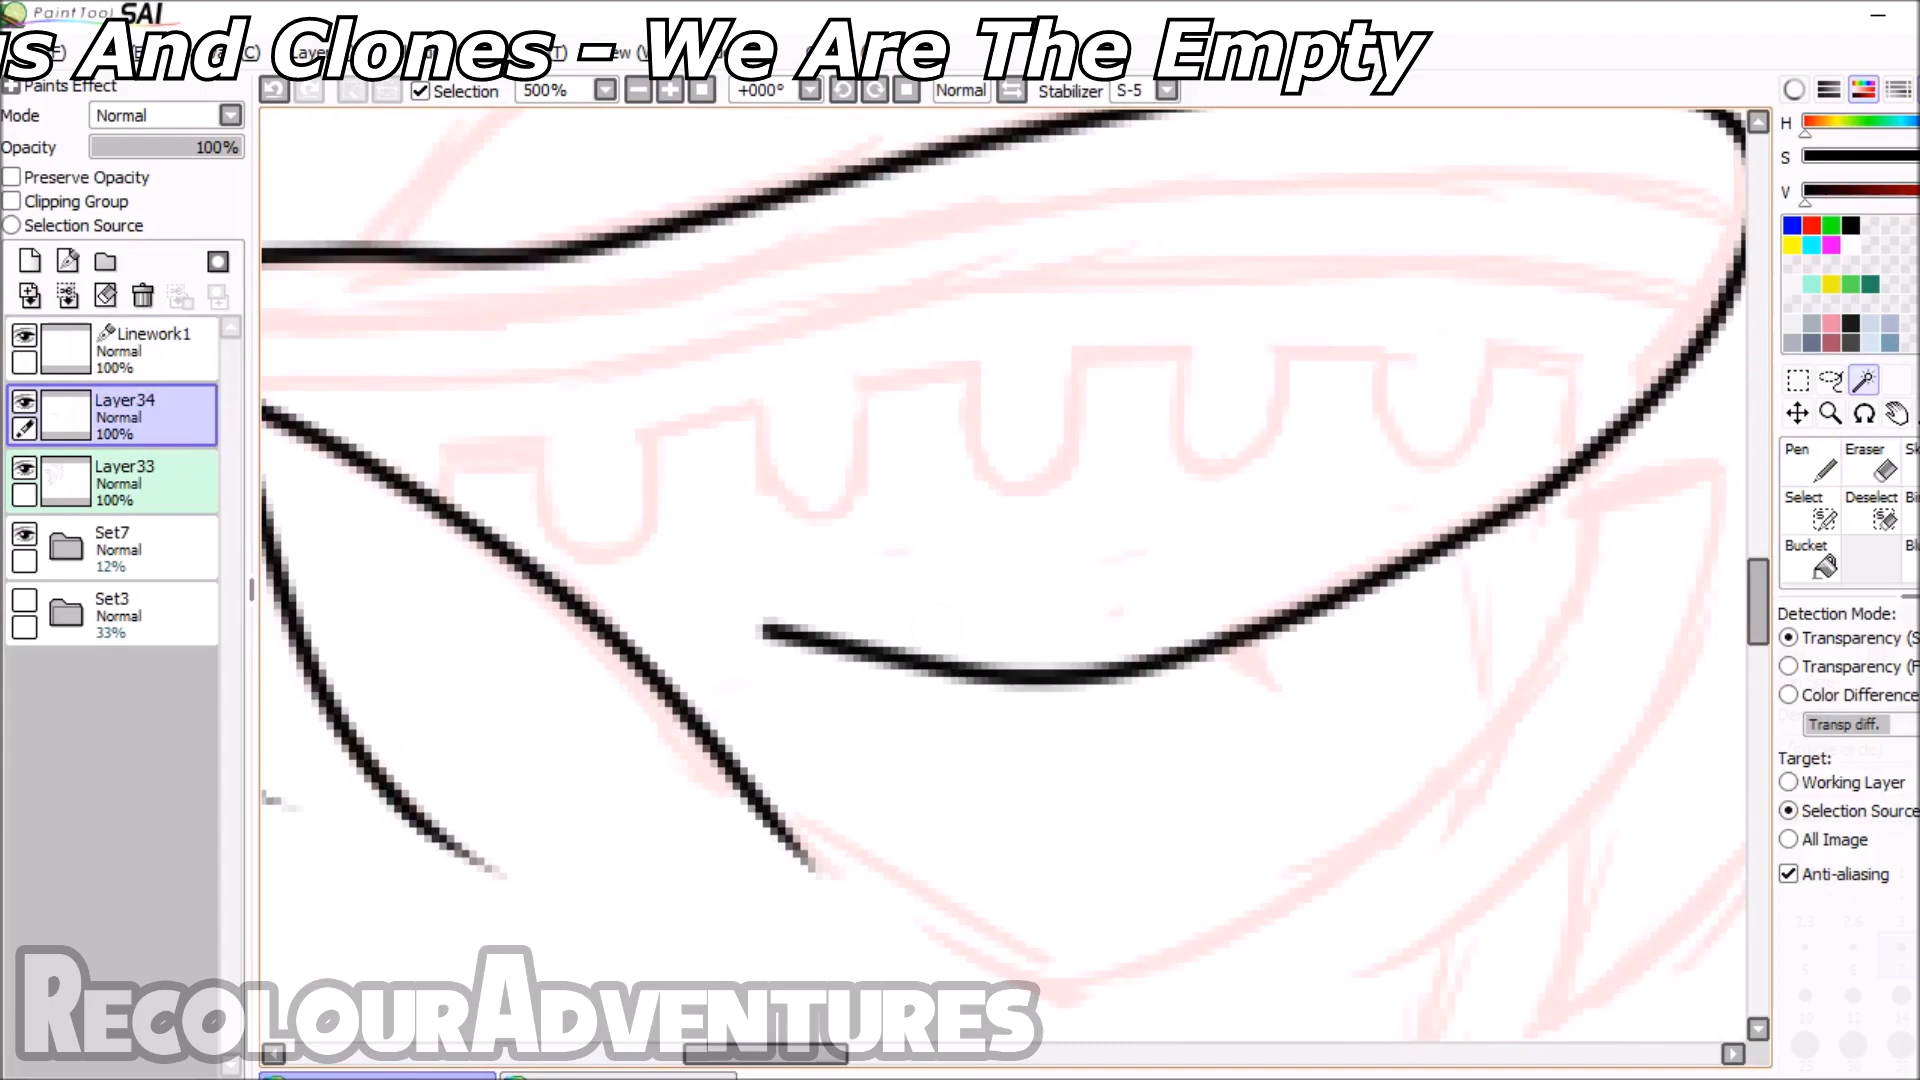 PaintTool SAI
s And Clones – We Are The Empty
Paints Effect
Selection 500% +000° Normal Stabilizer S-5
Mode Normal
Opacity 100%
Preserve Opacity
Clipping Group
Selection Source
Linework1
Normal
100%
Layer34
Normal
100%
Layer33
Normal
100%
Set7
Normal
12%
Set3
Normal
33%
H
S
V
Pen Eraser
Select Deselect
Bucket
Detection Mode:
Transparency (S
Transparency (F
Color Difference
Transp diff.
Target:
Working Layer
Selection Source
All Image
Anti-aliasing
RecolourAdventures